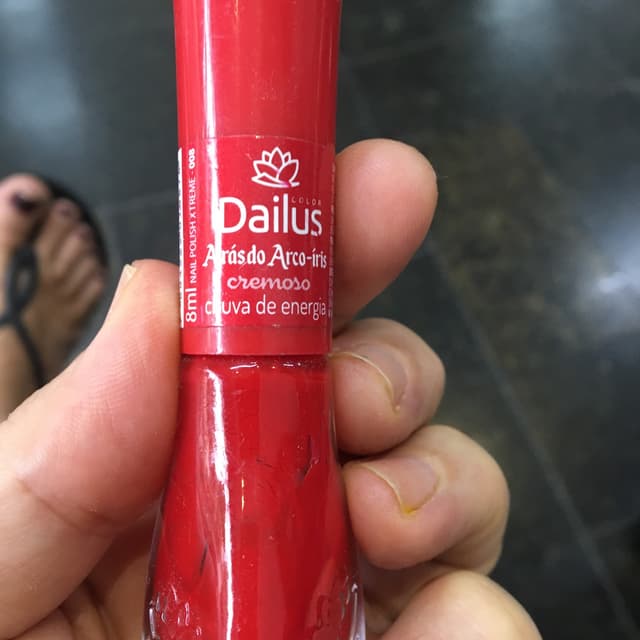 COLOR
Dailus
Atrás do Arco-íris
cremoso
chuva de energia
8ml NAIL POLISH XTREME - 008